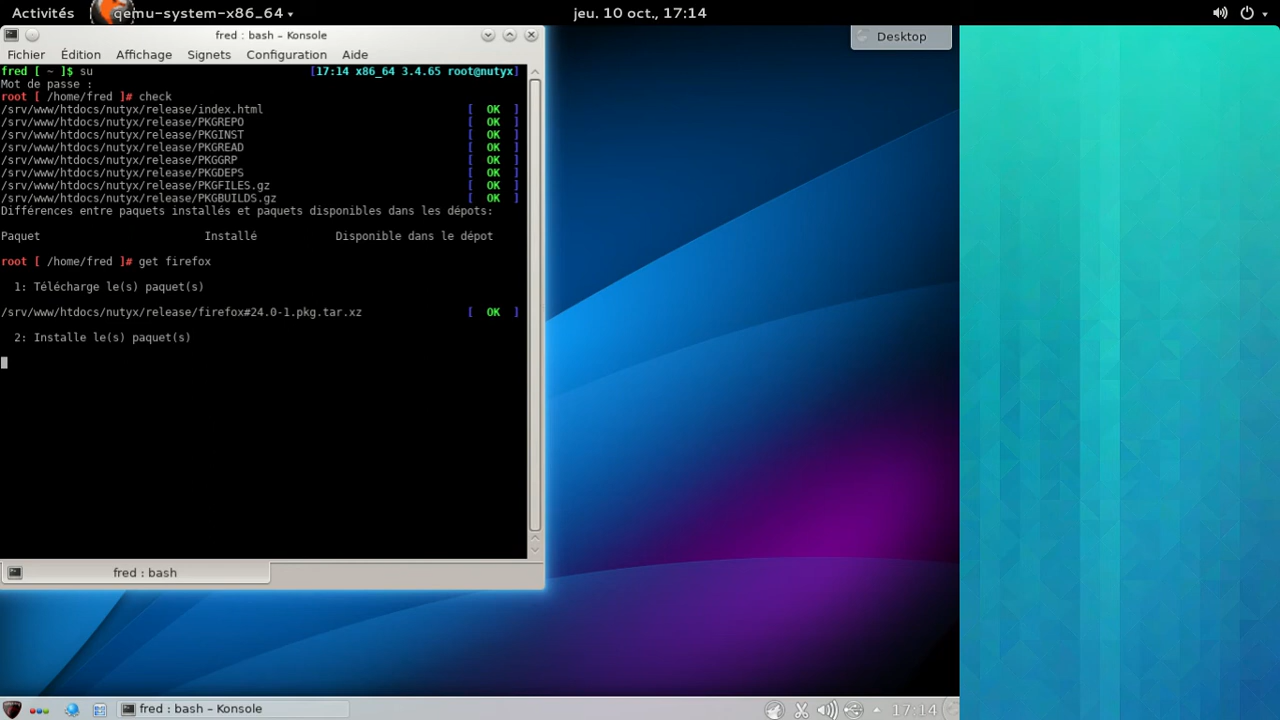 Activités qemu-system-x86_64 jeu. 10 oct., 17:14
fred : bash – Konsole
Desktop
Fichier Édition Affichage Signets Configuration Aide
fred [ ~ ]$ su [17:14 x86_64 3.4.65 root@nutyx]
Mot de passe :
root [ /home/fred ]# check
/srv/www/htdocs/nutyx/release/index.html [ OK ]
/srv/www/htdocs/nutyx/release/PKGREPO [ OK ]
/srv/www/htdocs/nutyx/release/PKGINST [ OK ]
/srv/www/htdocs/nutyx/release/PKGREAD [ OK ]
/srv/www/htdocs/nutyx/release/PKGGRP [ OK ]
/srv/www/htdocs/nutyx/release/PKGDEPS [ OK ]
/srv/www/htdocs/nutyx/release/PKGFILES.gz [ OK ]
/srv/www/htdocs/nutyx/release/PKGBUILDS.gz [ OK ]
Différences entre paquets installés et paquets disponibles dans les dépots:
Paquet Installé Disponible dans le dépot
root [ /home/fred ]# get firefox
1: Télécharge le(s) paquet(s)
/srv/www/htdocs/nutyx/release/firefox#24.0-1.pkg.tar.xz [ OK ]
2: Installe le(s) paquet(s)
fred : bash
fred : bash – Konsole 17:14